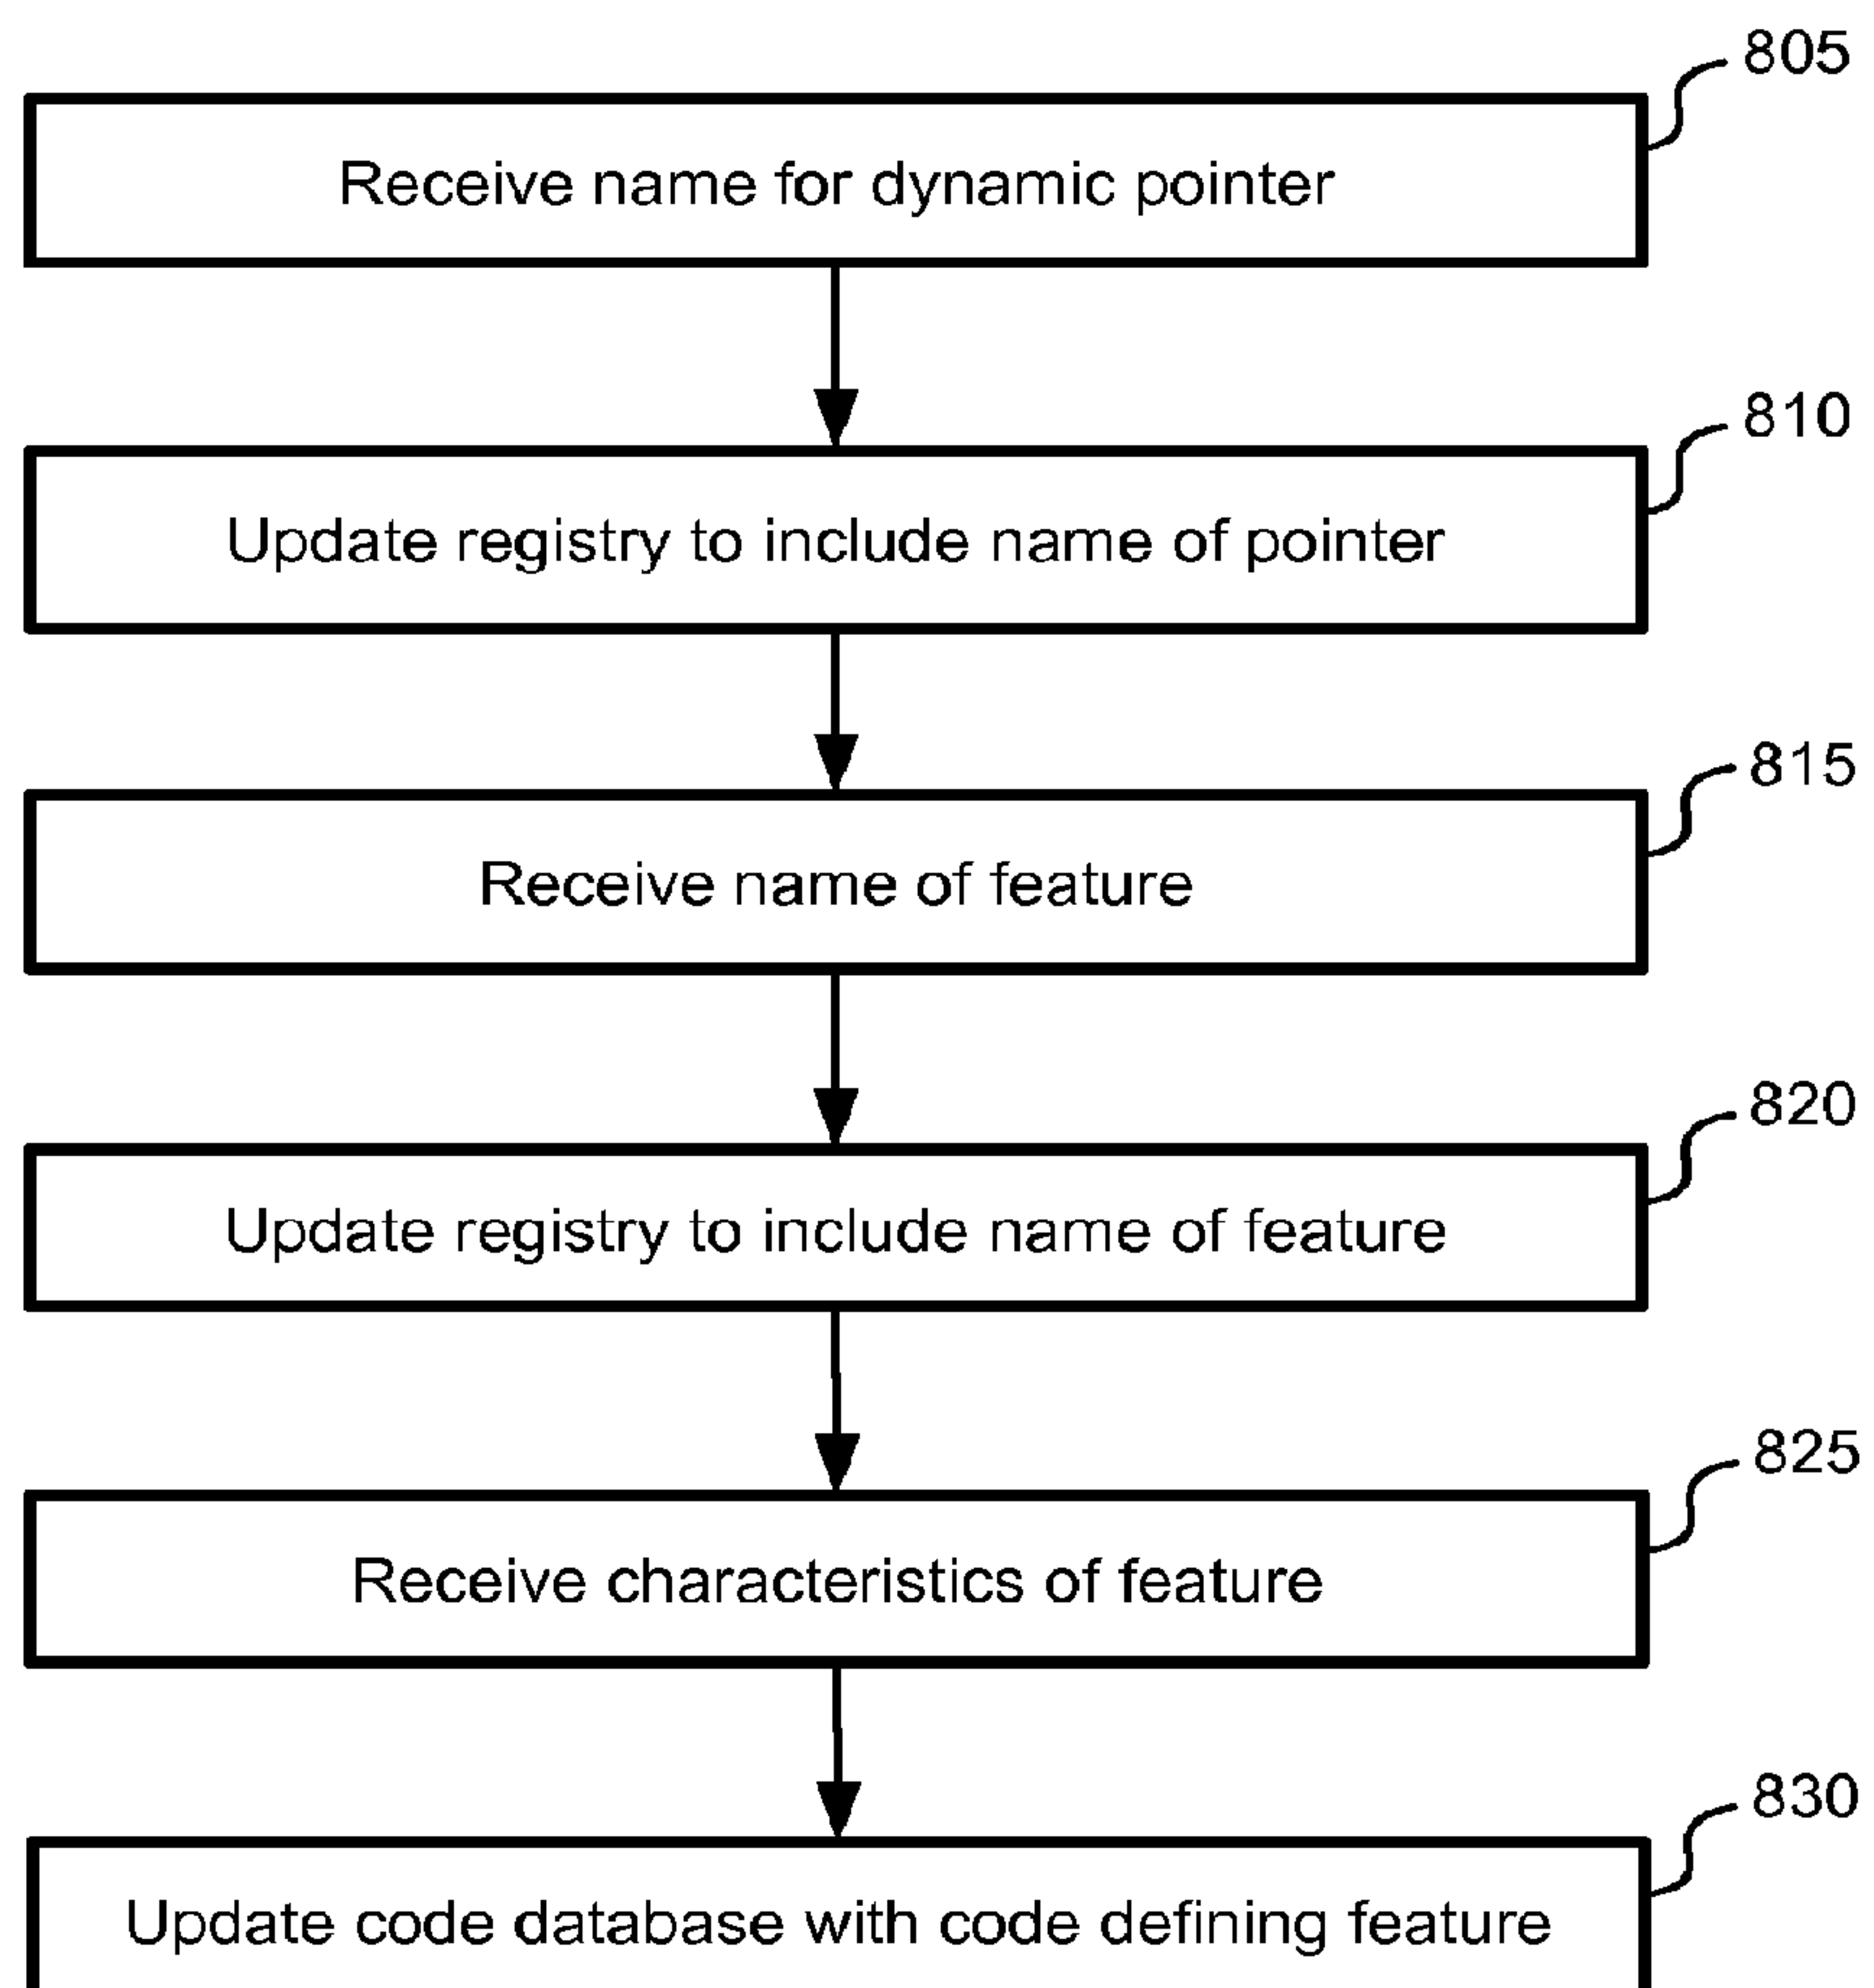 805
Receive name for dynamic pointer
810
Update registry to include name of pointer
815
Receive name of feature
820
Update registry to include name of feature
825
Receive characteristics of feature
830
Update code database with code defining feature